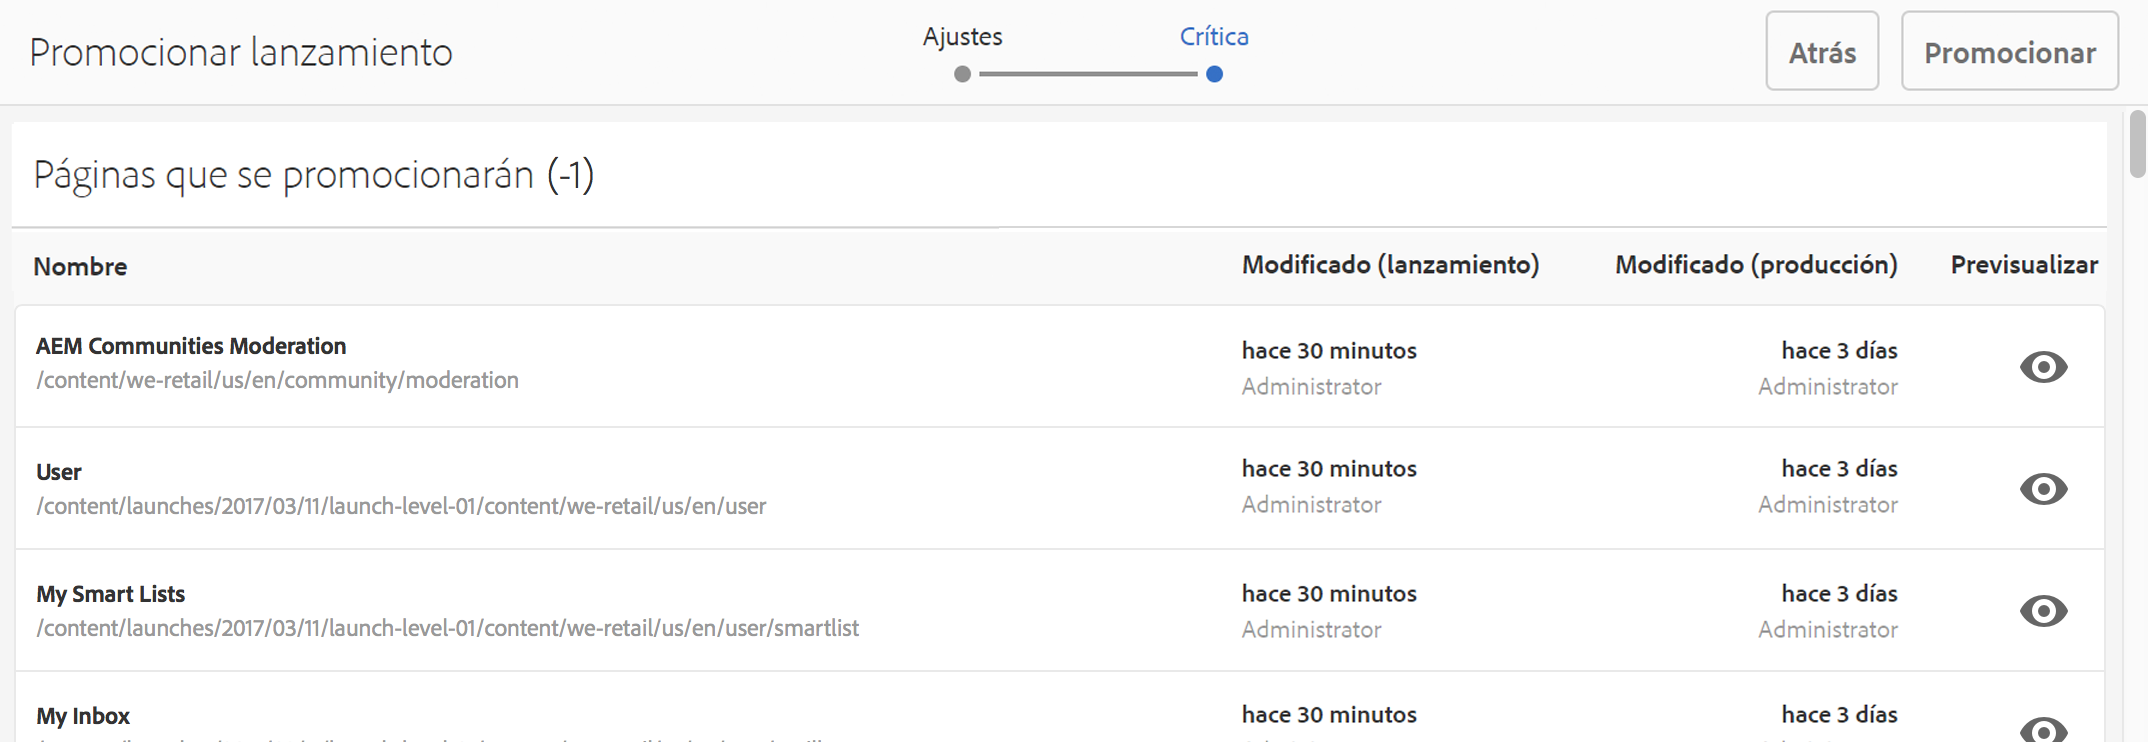 Promocionar lanzamiento
Ajustes
Crítica
Atrás
Promocionar
Páginas que se promocionarán (-1)
Nombre
Modificado (lanzamiento)
Modificado (producción)
Previsualizar
AEM Communities Moderation
/content/we-retail/us/en/community/moderation
hace 30 minutos
Administrator
hace 3 días
Administrator
User
/content/launches/2017/03/11/launch-level-01/content/we-retail/us/en/user
hace 30 minutos
Administrator
hace 3 días
Administrator
My Smart Lists
/content/launches/2017/03/11/launch-level-01/content/we-retail/us/en/user/smartlist
hace 30 minutos
Administrator
hace 3 días
Administrator
My Inbox
hace 30 minutos
hace 3 días